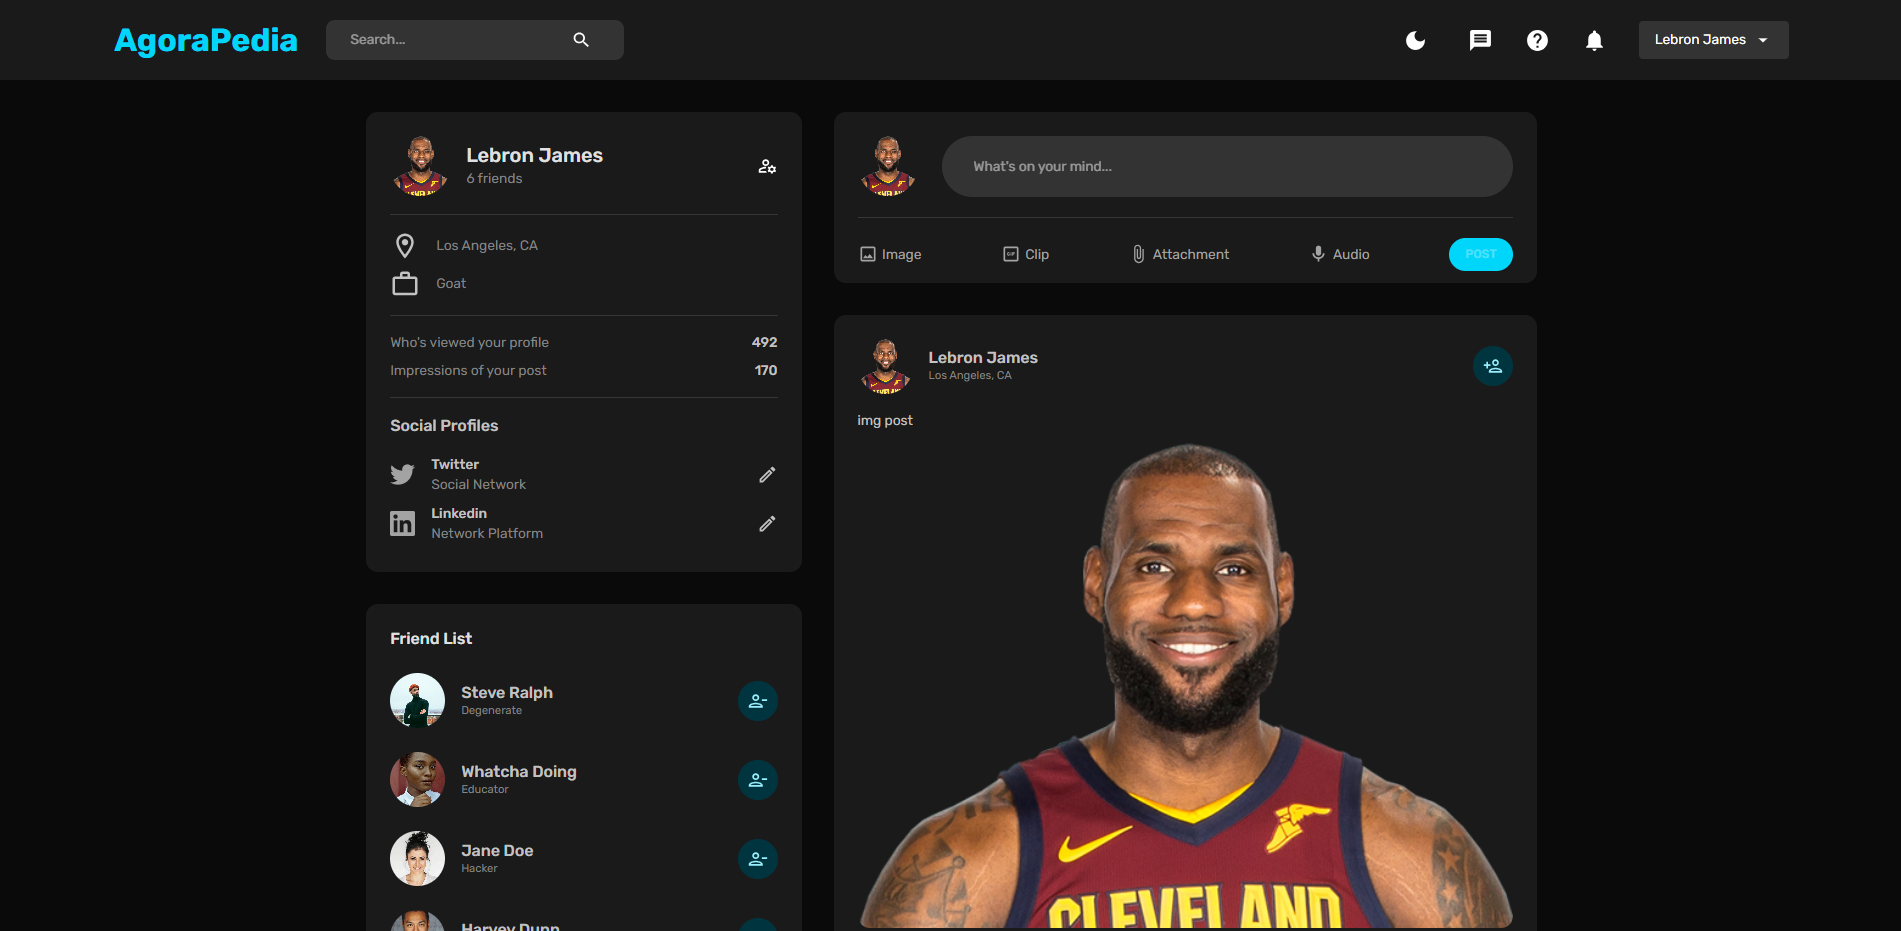 AgoraPedia
Search...
Lebron James
Lebron James
6 friends
Los Angeles, CA
Goat
Who's viewed your profile 492
Impressions of your post 170
Social Profiles
Twitter
Social Network
Linkedin
Network Platform
Friend List
Steve Ralph
Degenerate
Whatcha Doing
Educator
Jane Doe
Hacker
Harvey Dunn
What's on your mind...
Image Clip Attachment Audio POST
Lebron James
Los Angeles, CA
img post
CLEVELAND